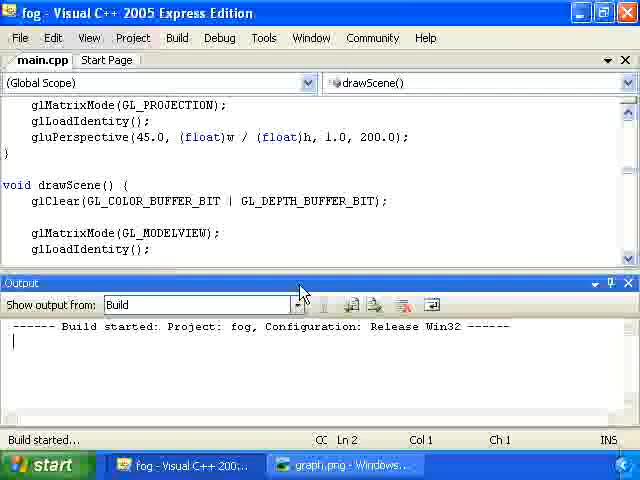 fog - Visual C++ 2005 Express Edition
File Edit View Project Build Debug Tools Window Community Help
main.cpp Start Page
(Global Scope) drawScene()
glMatrixMode(GL_PROJECTION);
glLoadIdentity();
gluPerspective(45.0, (float)w / (float)h, 1.0, 200.0);
}
void drawScene() {
glClear(GL_COLOR_BUFFER_BIT | GL_DEPTH_BUFFER_BIT);
glMatrixMode(GL_MODELVIEW);
glLoadIdentity();
Output
Show output from: Build
------ Build started: Project: fog, Configuration: Release Win32 ------
Build started... Ln 2 Col 1 Ch 1 INS
start fog - Visual C++ 200... graph.png - Windows...